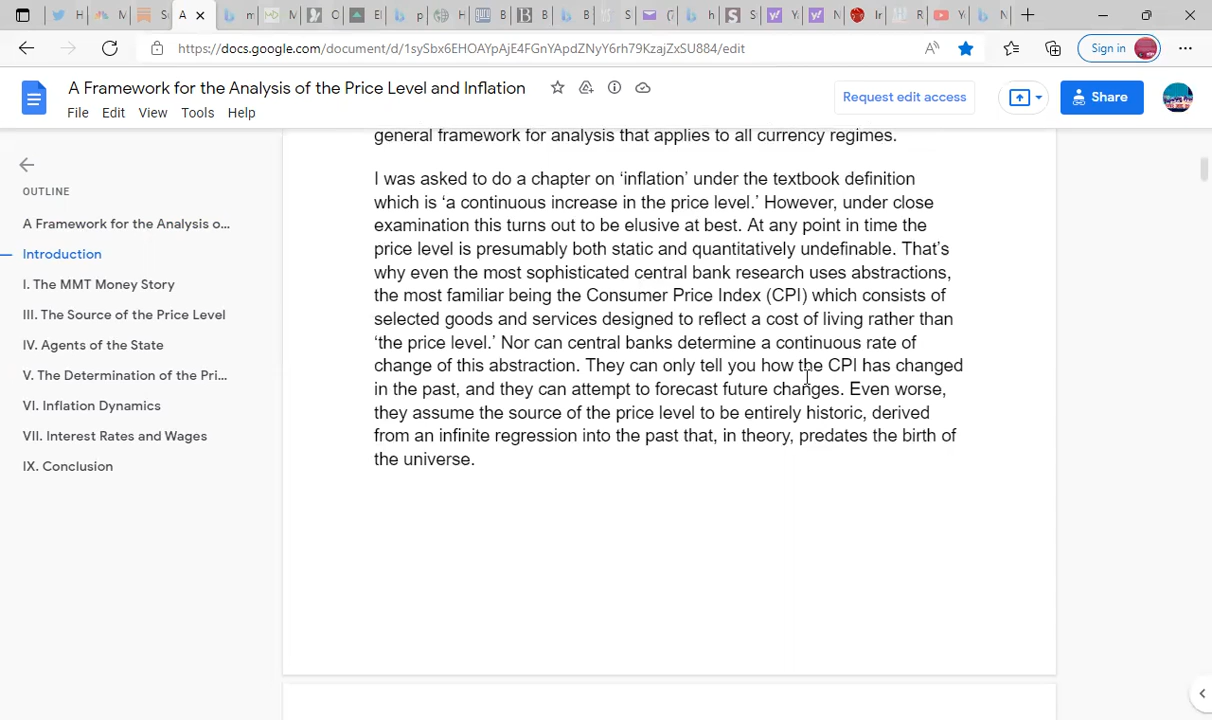 H
M
S
A
m
M
O
El
p
H
B
B
B
S
m
h
S
Y
N
Ir
R
Y
N
https://docs.google.com/document/d/1sySbx6EHOAYpAjE4FGnYApdZNyY6rh79KzajZxSU884/edit
Sign in
A Framework for the Analysis of the Price Level and Inflation
File Edit View Tools Help
Request edit access
Share
OUTLINE
A Framework for the Analysis o...
Introduction
I. The MMT Money Story
III. The Source of the Price Level
IV. Agents of the State
V. The Determination of the Pri...
VI. Inflation Dynamics
VII. Interest Rates and Wages
IX. Conclusion
general framework for analysis that applies to all currency regimes.
I was asked to do a chapter on ‘inflation’ under the textbook definition
which is ‘a continuous increase in the price level.’ However, under close
examination this turns out to be elusive at best. At any point in time the
price level is presumably both static and quantitatively undefinable. That’s
why even the most sophisticated central bank research uses abstractions,
the most familiar being the Consumer Price Index (CPI) which consists of
selected goods and services designed to reflect a cost of living rather than
‘the price level.’ Nor can central banks determine a continuous rate of
change of this abstraction. They can only tell you how the CPI has changed
in the past, and they can attempt to forecast future changes. Even worse,
they assume the source of the price level to be entirely historic, derived
from an infinite regression into the past that, in theory, predates the birth of
the universe.